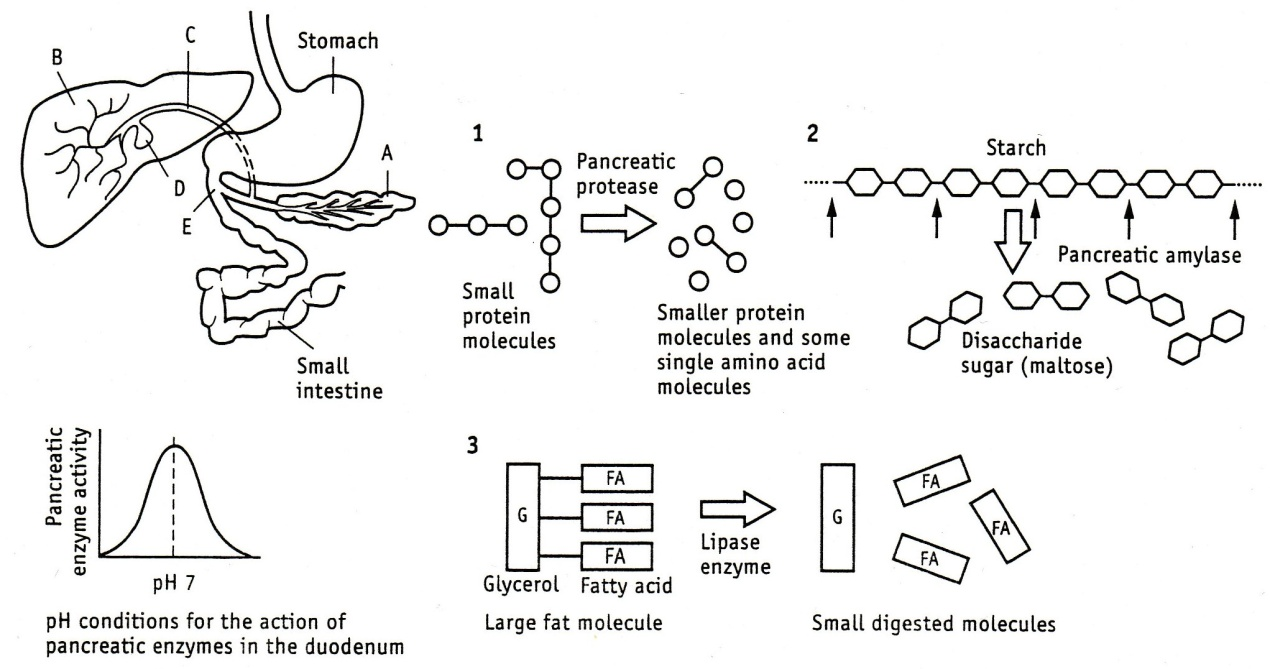 C
Stomach
B
A
D
E
Small
intestine
1
Pancreatic
protease
Small
protein
molecules
Smaller protein
molecules and some
single amino acid
molecules
2
Starch
Pancreatic amylase
Disaccharide
sugar (maltose)
Pancreatic
enzyme activity
pH 7
pH conditions for the action of
pancreatic enzymes in the duodenum
3
G
FA
FA
FA
Glycerol
Fatty acid
Large fat molecule
Lipase
enzyme
G
FA
FA
FA
Small digested molecules